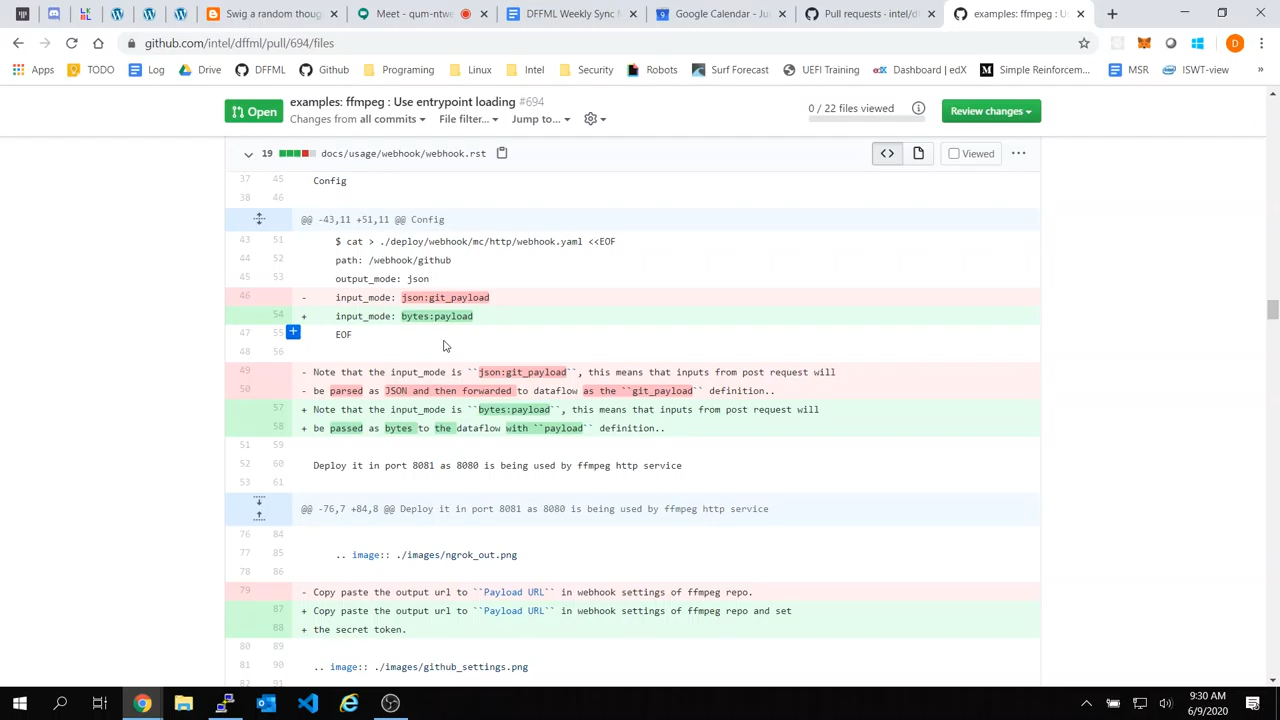 Swig a random though
Meet - qum-ntwe
DFFML Weekly Sync M
Google Calendar - Ju
Pull requests · intel/d
examples: ffmpeg : Us
github.com/intel/dffml/pull/694/files
D
Apps
TODO
Log
Drive
DFFML
Github
Programing
Linux
Intel
Security
Robots
Surf Forecast
UEFI Training
Dashboard | edX
Simple Reinforcem...
MSR
ISWT-view
»
Open
examples: ffmpeg : Use entrypoint loading #694
Changes from all commits
File filter...
Jump to...
0 / 22 files viewed
Review changes
19
docs/usage/webhook/webhook.rst
Viewed
37 45 Config
38 46
@@ -43,11 +51,11 @@ Config
43 51 $ cat > ./deploy/webhook/mc/http/webhook.yaml <<EOF
44 52 path: /webhook/github
45 53 output_mode: json
46 - input_mode: json:git_payload
54 + input_mode: bytes:payload
47 55 EOF
48 56
49 - Note that the input_mode is ``json:git_payload``, this means that inputs from post request will
50 - be parsed as JSON and then forwarded to dataflow as the ``git_payload`` definition..
57 + Note that the input_mode is ``bytes:payload``, this means that inputs from post request will
58 + be passed as bytes to the dataflow with ``payload`` definition..
51 59
52 60 Deploy it in port 8081 as 8080 is being used by ffmpeg http service
53 61
@@ -76,7 +84,8 @@ Deploy it in port 8081 as 8080 is being used by ffmpeg http service
76 84
77 85 .. image:: ./images/ngrok_out.png
78 86
79 - Copy paste the output url to ``Payload URL`` in webhook settings of ffmpeg repo.
87 + Copy paste the output url to ``Payload URL`` in webhook settings of ffmpeg repo and set
88 + the secret token.
80 89
81 90 .. image:: ./images/github_settings.png
82 91
9:30 AM
6/9/2020